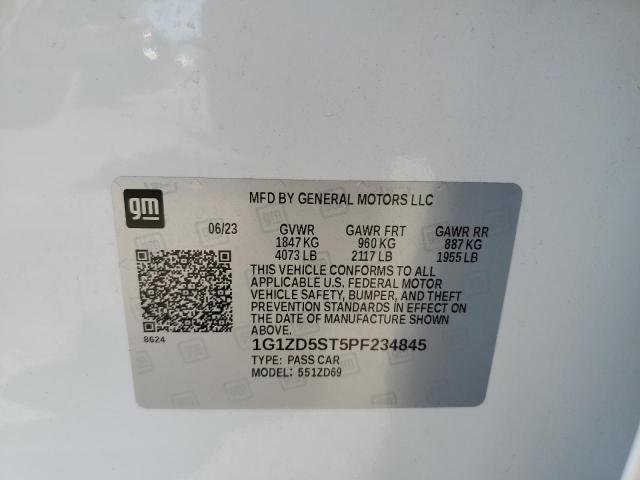 gm
MFD BY GENERAL MOTORS LLC
06/23 GVWR GAWR FRT GAWR RR
1847 KG 960 KG 887 KG
4073 LB 2117 LB 1955 LB
THIS VEHICLE CONFORMS TO ALL
APPLICABLE U.S. FEDERAL MOTOR
VEHICLE SAFETY, BUMPER, AND THEFT
PREVENTION STANDARDS IN EFFECT ON
THE DATE OF MANUFACTURE SHOWN
ABOVE.
8624
1G1ZD5ST5PF234845
TYPE: PASS CAR
MODEL: 551ZD69